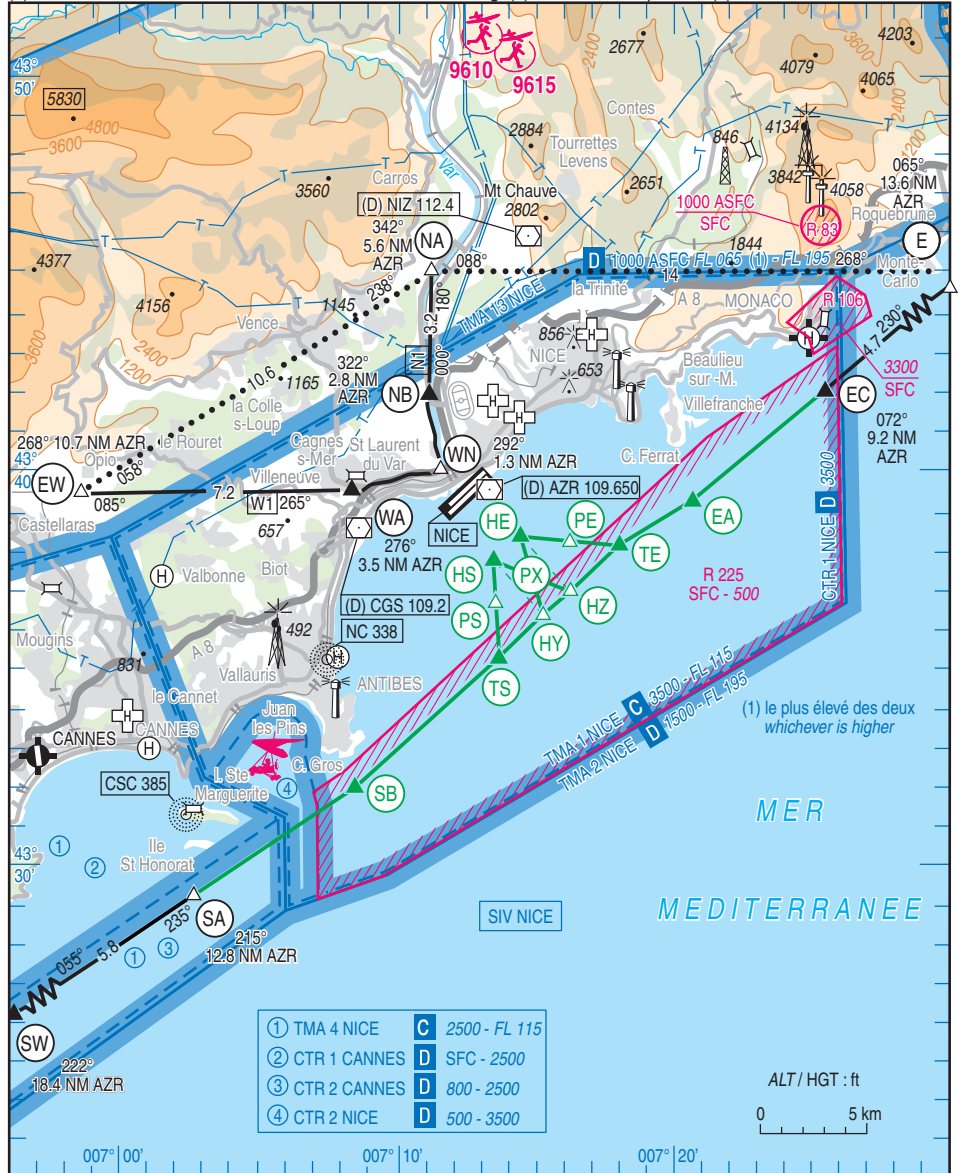 9610
9615
2677
4203
4079
4065
2400
3600
2400
1200
43°
50'
5830
4800
3600
Contes
2884
Tourrettes
Levens
846
4134
3842
4058
065°
13.6 NM
AZR
Roquebrune
Carros
Var
3560
(D) NIZ 112.4
Mt Chauve
2802
2651
1000 ASFC
SFC
R 83
342°
5.6 NM
AZR
NA
E
4377
088°
D
1000 ASFC FL 065 (1) - FL 195
1844
14
268°
Monte-
Carlo
238°
180°
TMA 13 NICE
la Trinité
A 8
MONACO
R 106
H
4156
1145
Vence
3.2
856
4.7
230°
3600
2400
1200
N1
000°
NICE
653
3300
SFC
10.6
1165
322°
2.8 NM
AZR
NB
Beaulieu
sur -M.
Villefranche
EC
la Colle
s-Loup
072°
9.2 NM
AZR
268° 10.7 NM AZR
le Rouret
Cagnes
s-Mer
St Laurent
du Var
WN
292°
1.3 NM AZR
C. Ferrat
43°
40'
Opio
058°
EW
Villeneuve
085°
7.2
W1
265°
(D) AZR 109.650
Castellaras
657
WA
NICE
HE
PE
EA
CTR 1 NICE D 3500
276°
3.5 NM AZR
TE
H
Valbonne
Biot
HS
PX
R 225
SFC - 500
(D) CGS 109.2
PS
HZ
Mougins
492
NC 338
HY
831
A 8
H
Vallauris
ANTIBES
TS
le Cannet
TMA 1 NICE C 3500 - FL 115
TMA 2 NICE D 1500 - FL 195
(1) le plus élevé des deux
whichever is higher
CANNES
H
CANNES
Juan
les Pins
CSC 385
I. Ste
Marguerite
C. Gros
4
SB
MER
Ile
St Honorat
1
2
43°
30'
MEDITERRANEE
SA
235°
215°
12.8 NM AZR
SIV NICE
055°
5.8
1
3
SW
222°
18.4 NM AZR
1 TMA 4 NICE C 2500 - FL 115
2 CTR 1 CANNES D SFC - 2500
3 CTR 2 CANNES D 800 - 2500
4 CTR 2 NICE D 500 - 3500
ALT / HGT : ft
0 5 km
007° 00'
007° 10'
007° 20'